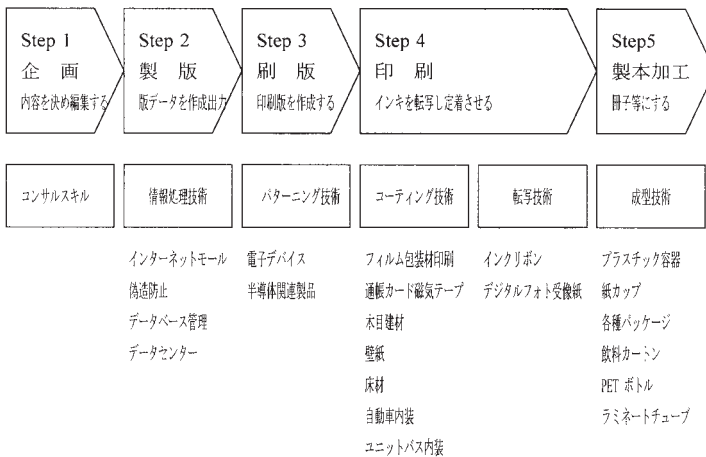 Step 1
企画
内容を決め編集する
Step 2
製版
版データを作成出力
Step 3
刷版
印刷版を作成する
Step 4
印刷
インキを転写し定着させる
Step5
製本加工
冊子等にする
コンサルスキル
情報処理技術
パターニング技術
コーティング技術
転写技術
成型技術
インターネットモール
偽造防止
データベース管理
データセンター
電子デバイス
半導体関連製品
フィルム包装材印刷
通帳カード磁気テープ
木目建材
壁紙
床材
自動車内装
ユニットバス内装
インクリボン
デジタルフォト受像紙
プラスチック容器
紙カップ
各種パッケージ
飲料カートン
PET ボトル
ラミネートチューブ